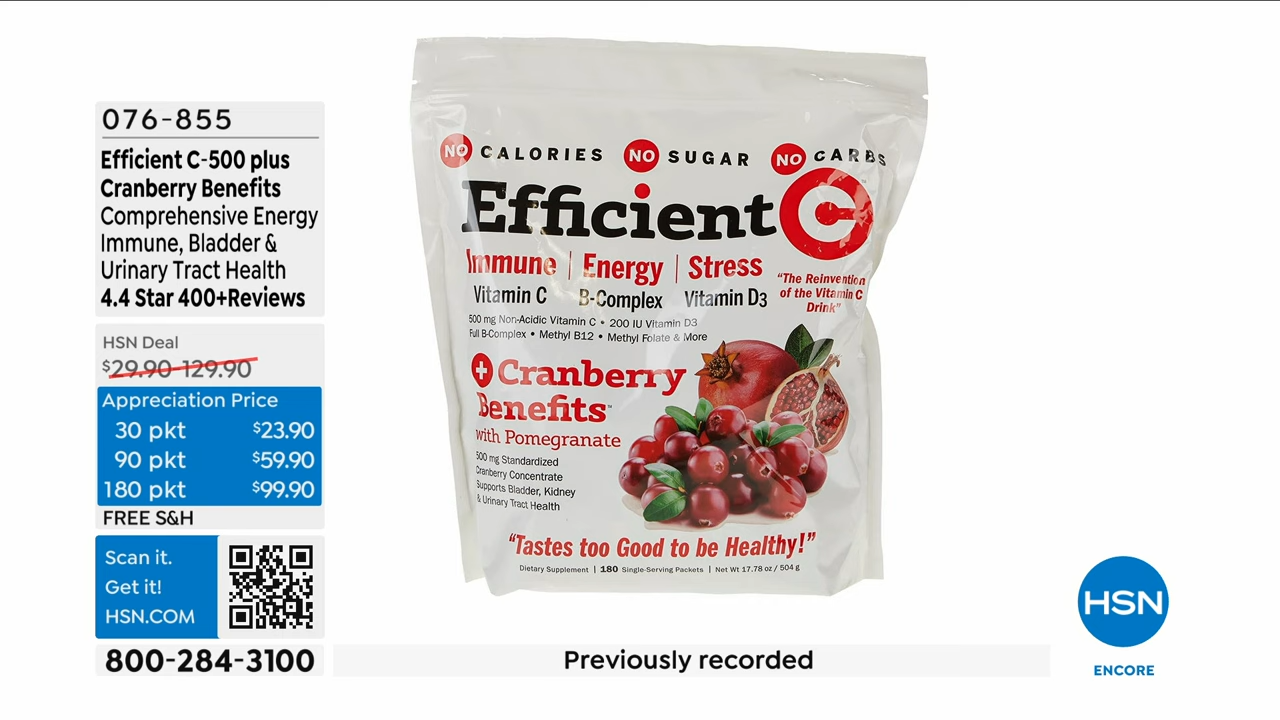 076-855
Efficient C-500 plus
Cranberry Benefits
Comprehensive Energy
Immune, Bladder &
Urinary Tract Health
4.4 Star 400+Reviews
HSN Deal
$29.90-129.90
Appreciation Price
30 pkt $23.90
90 pkt $59.90
180 pkt $99.90
FREE S&H
Scan it.
Get it!
HSN.COM
800-284-3100
NO CALORIES NO SUGAR NO CARBS
Efficient C
Immune | Energy | Stress
Vitamin C B-Complex Vitamin D3
"The Reinvention
of the Vitamin C
Drink"
500 mg Non-Acidic Vitamin C • 200 IU Vitamin D3
Full B-Complex • Methyl B12 • Methyl Folate & More
+ Cranberry
Benefits™
with Pomegranate
500 mg Standardized
Cranberry Concentrate
Supports Bladder, Kidney
& Urinary Tract Health
"Tastes too Good to be Healthy!"
Dietary Supplement | 180 Single-Serving Packets | Net Wt 17.78 oz / 504 g
Previously recorded
HSN
ENCORE